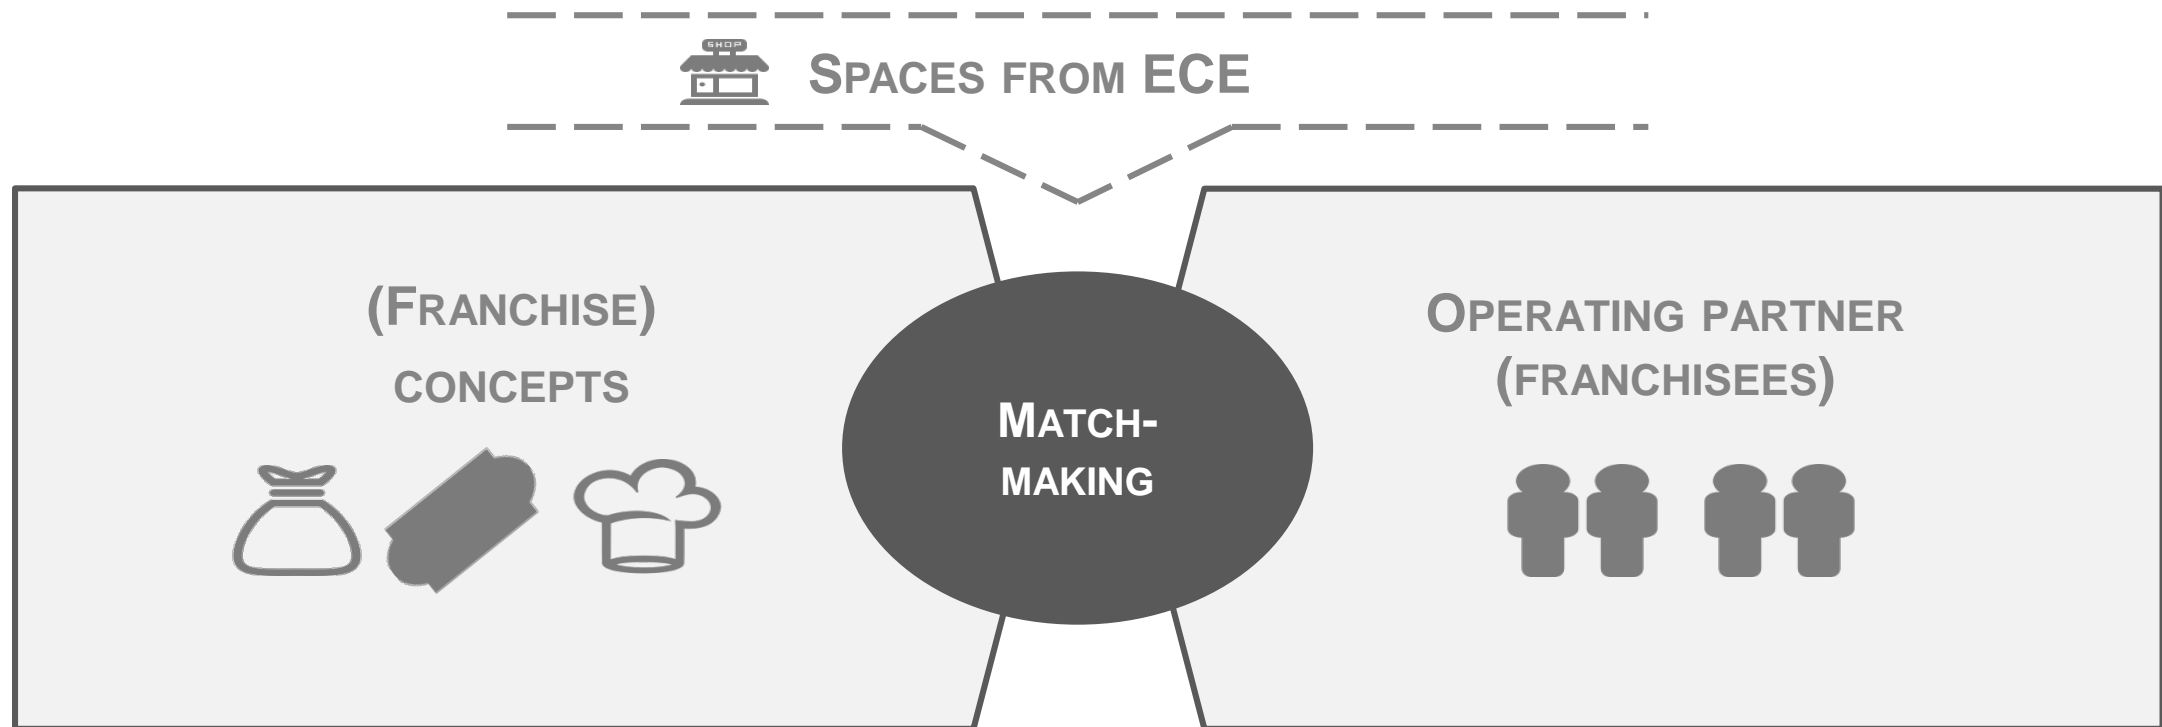 SHOP
SPACES FROM ECE
(FRANCHISE)
CONCEPTS
MATCH-
MAKING
OPERATING PARTNER
(FRANCHISEES)